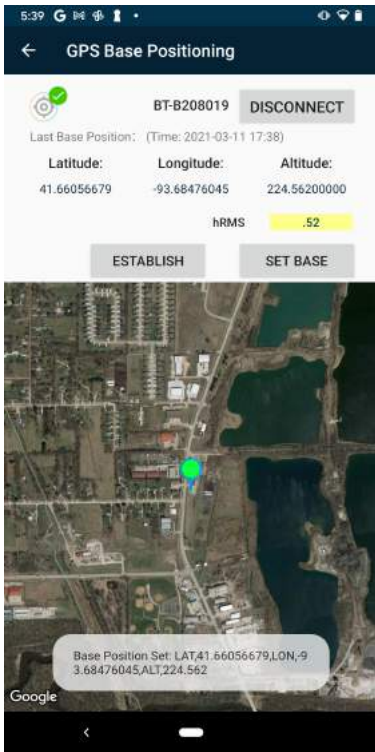 5:39
GPS Base Positioning
BT-B208019
DISCONNECT
Last Base Position: (Time: 2021-03-11 17:38)
Latitude: Longitude: Altitude:
41.66056679 -93.68476045 224.56200000
hRMS .52
ESTABLISH SET BASE
Base Position Set: LAT,41.66056679,LON,-9
3.68476045,ALT,224.562
Google